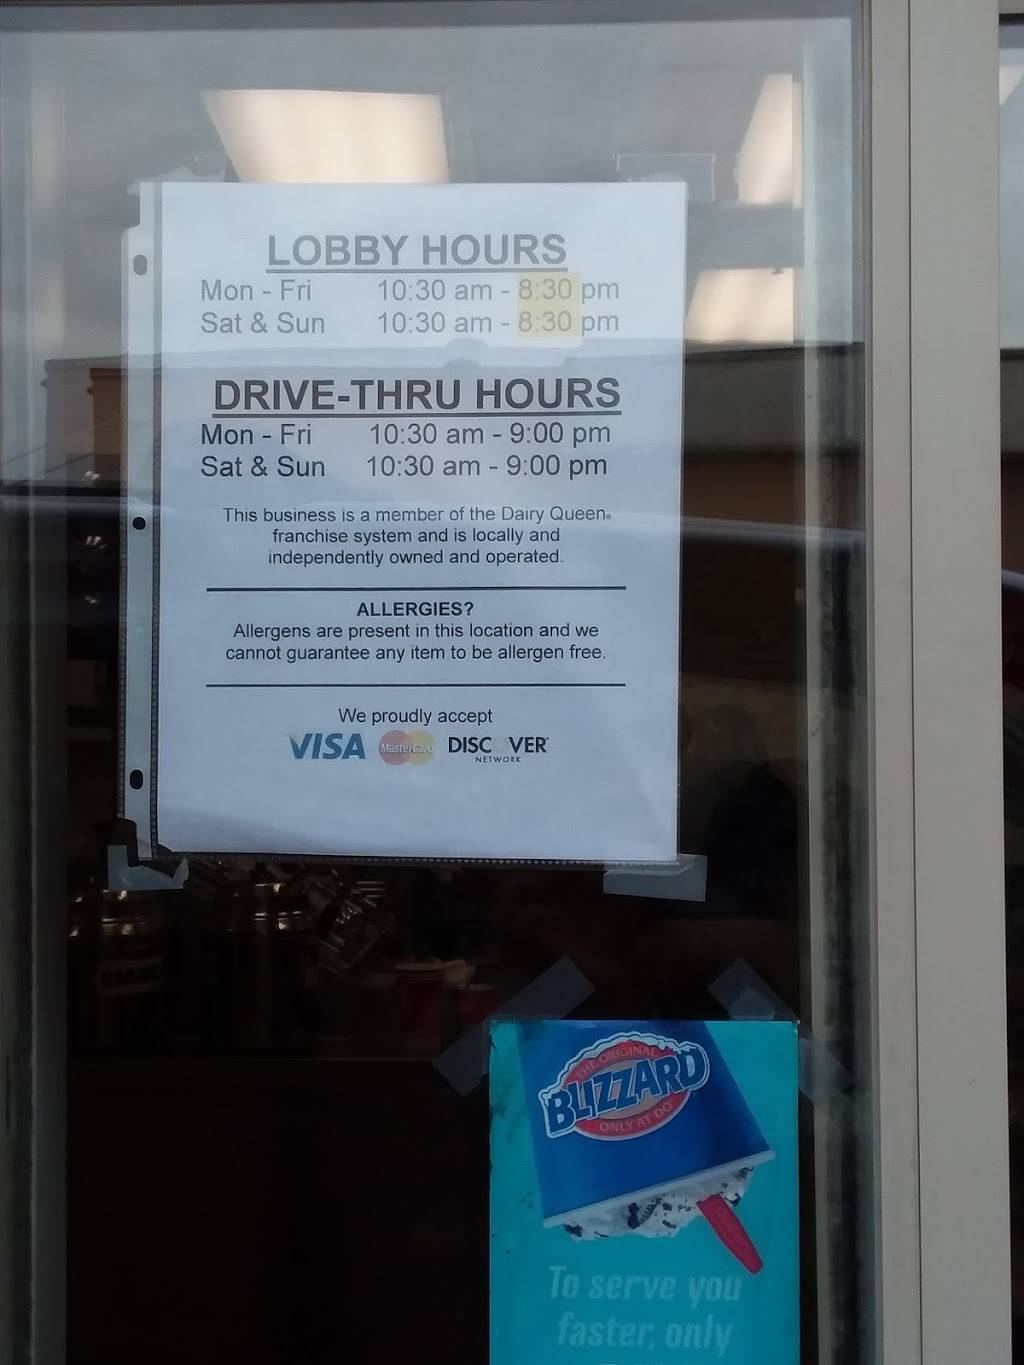 LOBBY HOURS
Mon - Fri 10:30 am - 8:30 pm
Sat & Sun 10:30 am - 8:30 pm
DRIVE-THRU HOURS
Mon - Fri 10:30 am - 9:00 pm
Sat & Sun 10:30 am - 9:00 pm
This business is a member of the Dairy Queen®
franchise system and is locally and
independently owned and operated.
ALLERGIES?
Allergens are present in this location and we
cannot guarantee any item to be allergen free.
We proudly accept
VISA MasterCard DISCOVER
NETWORK
THE ORIGINAL
BLIZZARD
ONLY AT DQ
To serve you
faster, only